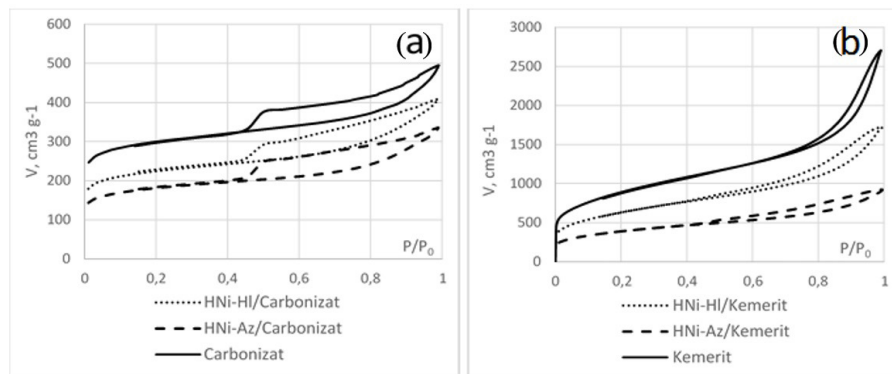 (a)
600
500
400
300
200
100
0
V, cm3 g-1
0
0,2
0,4
0,6
0,8
1
P/P0
HNi-Hl/Carbonizat
HNi-Az/Carbonizat
Carbonizat
(b)
3000
2500
2000
1500
1000
500
0
V, cm3 g-1
0
0,2
0,4
0,6
0,8
1
P/P0
HNi-Hl/Kemerit
HNi-Az/Kemerit
Kemerit